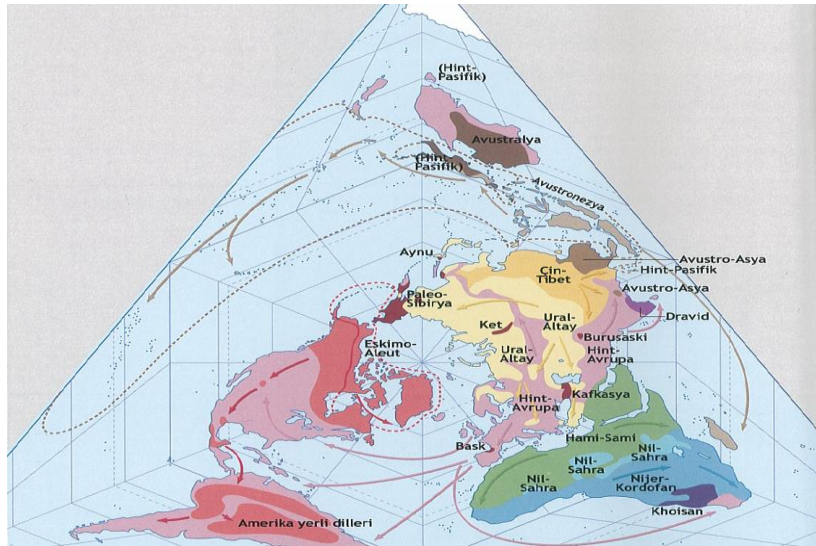 (Hint-
Pasifik)
Avustralya
(Hint-
Pasifik)
Avustronezya
Aynu
Çin-
Tibet
Avustro-Asya
Hint-Pasifik
Avustro-Asya
Dravid
Paleo-
Sibirya
Ket
Ural-
Altay
Burusaski
Eskimo-
Aleut
Ural-
Altay
Hint-
Avrupa
Kafkasya
Hint-
Avrupa
Bask
Hami-Sami
Nil-
Sahra
Nil-
Sahra
Nil-
Sahra
Nijer-
Kordofan
Khoisan
Amerika yerli dilleri